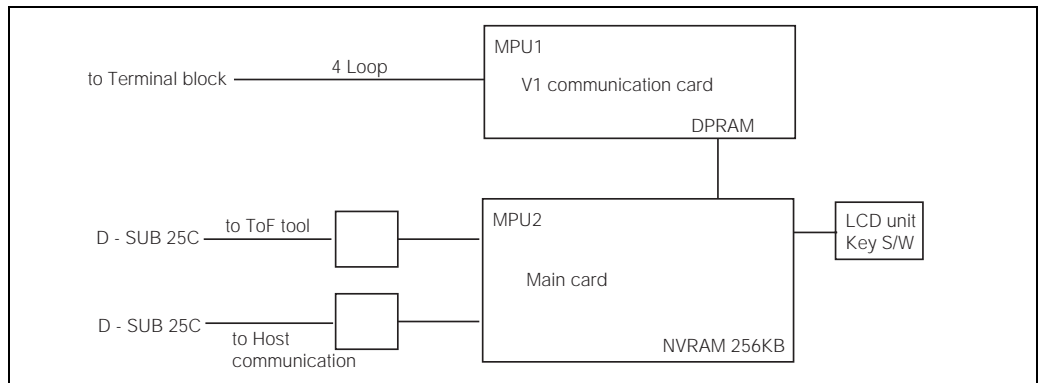 MPU1
4 Loop
to Terminal block
V1 communication card
DPRAM
MPU2
LCD unit
Key S/W
to ToF tool
D - SUB 25C
Main card
D - SUB 25C
to Host
communication
NVRAM 256KB